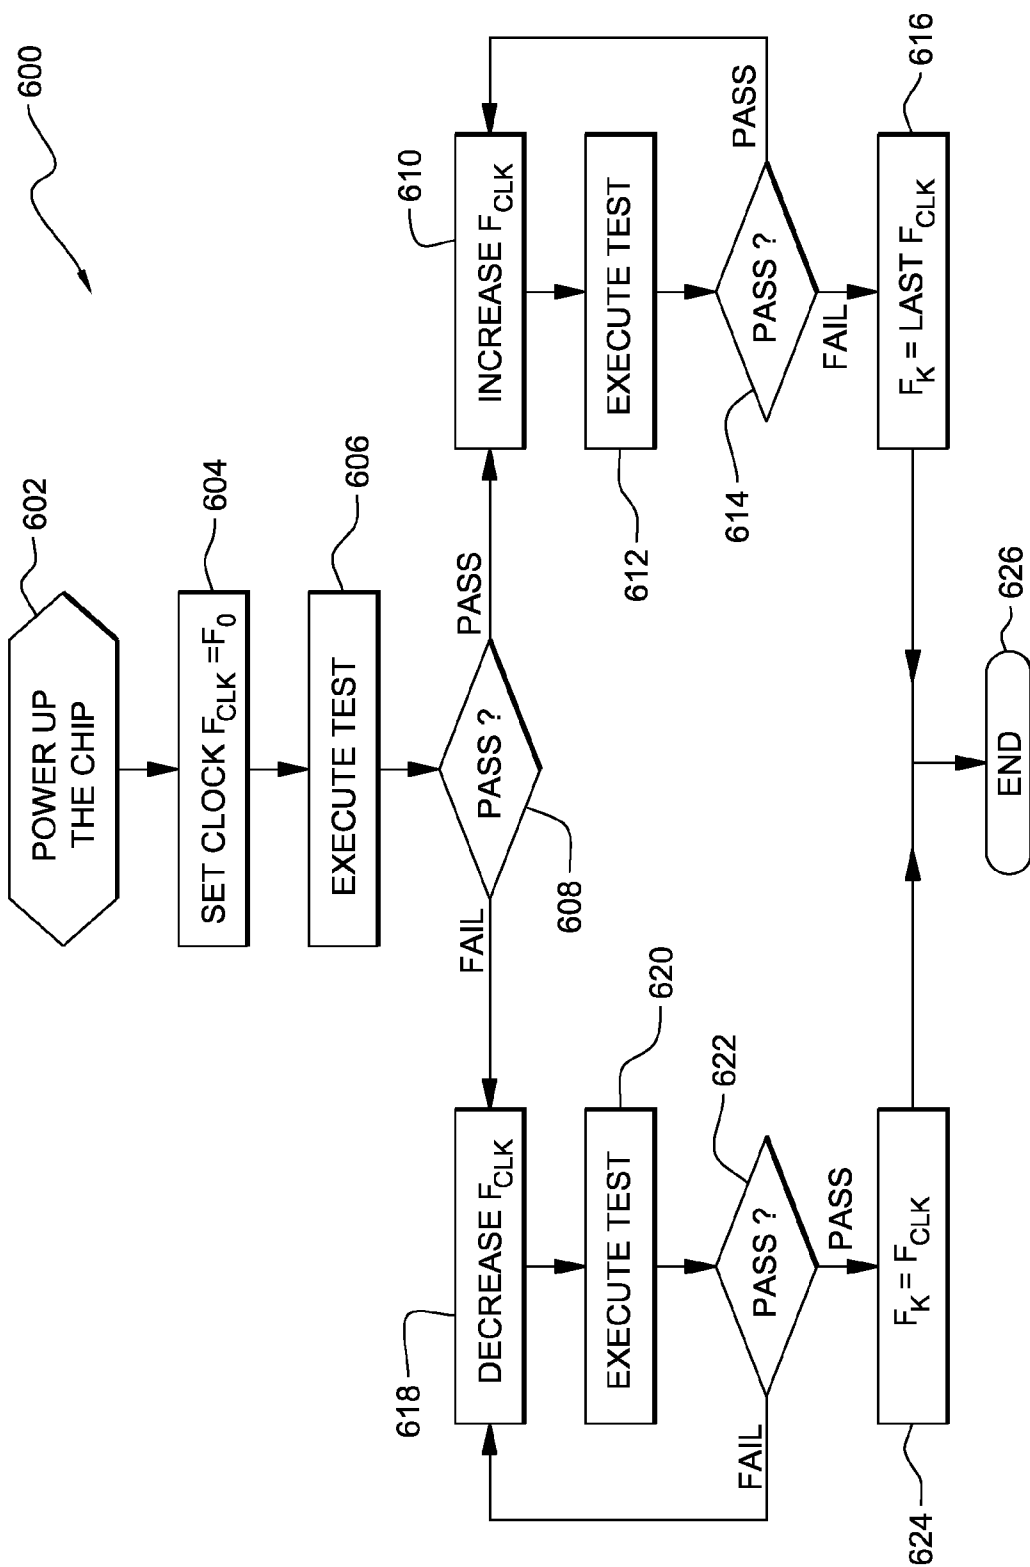 600
POWER UP
THE CHIP
602
SET CLOCK F_CLK =F_0
604
EXECUTE TEST
606
PASS ?
608
FAIL
PASS
DECREASE F_CLK
618
EXECUTE TEST
620
PASS ?
622
FAIL
PASS
F_K = F_CLK
624
INCREASE F_CLK
610
EXECUTE TEST
612
PASS ?
614
PASS
FAIL
F_K = LAST F_CLK
616
END
626